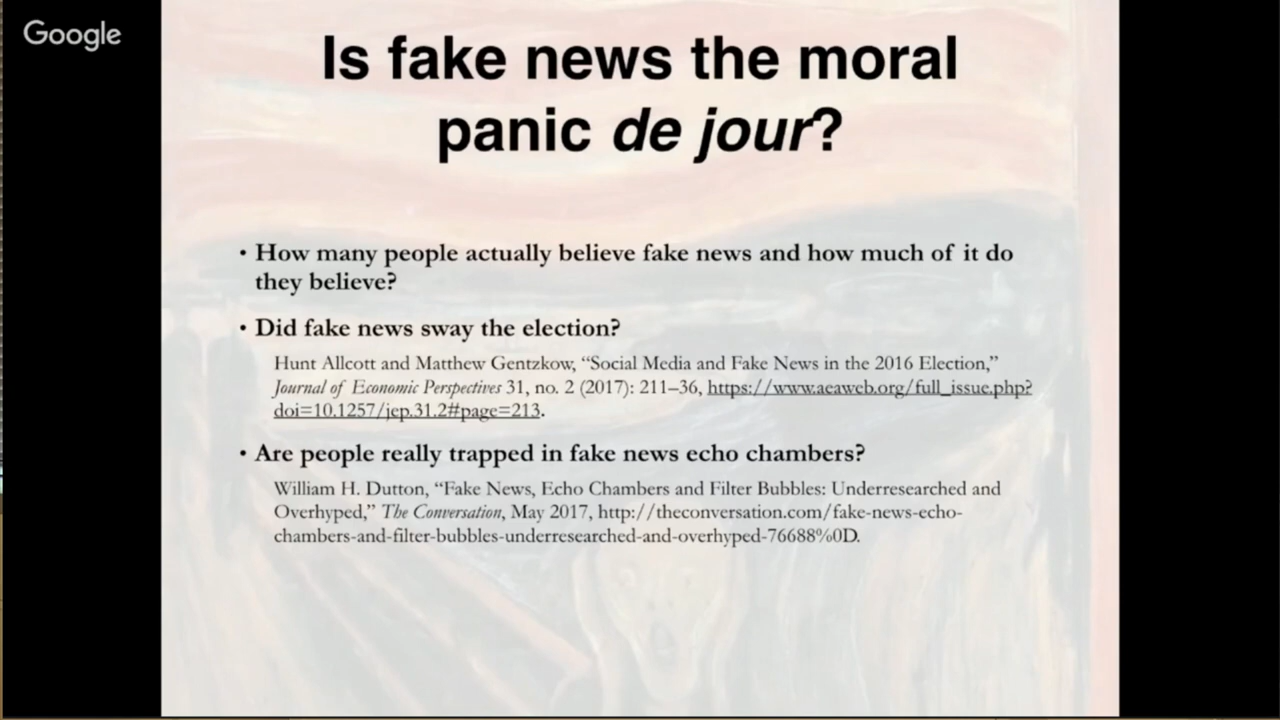 Google
Is fake news the moral
panic de jour?
• How many people actually believe fake news and how much of it do
they believe?
• Did fake news sway the election?
Hunt Allcott and Matthew Gentzkow, “Social Media and Fake News in the 2016 Election,”
Journal of Economic Perspectives 31, no. 2 (2017): 211–36, https://www.aeaweb.org/full_issue.php?
doi=10.1257/jep.31.2#page=213.
• Are people really trapped in fake news echo chambers?
William H. Dutton, “Fake News, Echo Chambers and Filter Bubbles: Underresearched and
Overhyped,” The Conversation, May 2017, http://theconversation.com/fake-news-echo-
chambers-and-filter-bubbles-underresearched-and-overhyped-76688%0D.